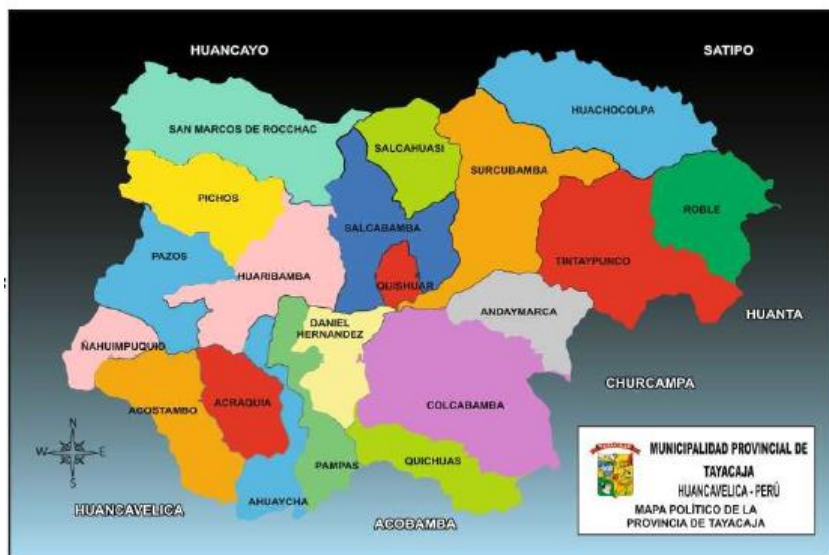 HUANCAYO
SATIPO
HUACHOCOLPA
SAN MARCOS DE ROCCHAC
SALCAHUASI
SURCUBAMBA
PICHOS
ROBLE
SALCABAMBA
PAZOS
TINTAYPUNCO
HUARIBAMBA
QUISHUAR
ANDAYMARCA
HUANTA
DANIEL
HERNANDEZ
ÑAHUIMPUQUIO
CHURCAMPA
ACRAQUIA
COLCABAMBA
ACOSTAMBO
N
W
E
S
PAMPAS
QUICHUAS
MUNICIPALIDAD PROVINCIAL DE
TAYACAJA
HUANCAVELICA - PERÚ
MAPA POLÍTICO DE LA
PROVINCIA DE TAYACAJA
HUANCAVELICA
AHUAYCHA
ACOBAMBA